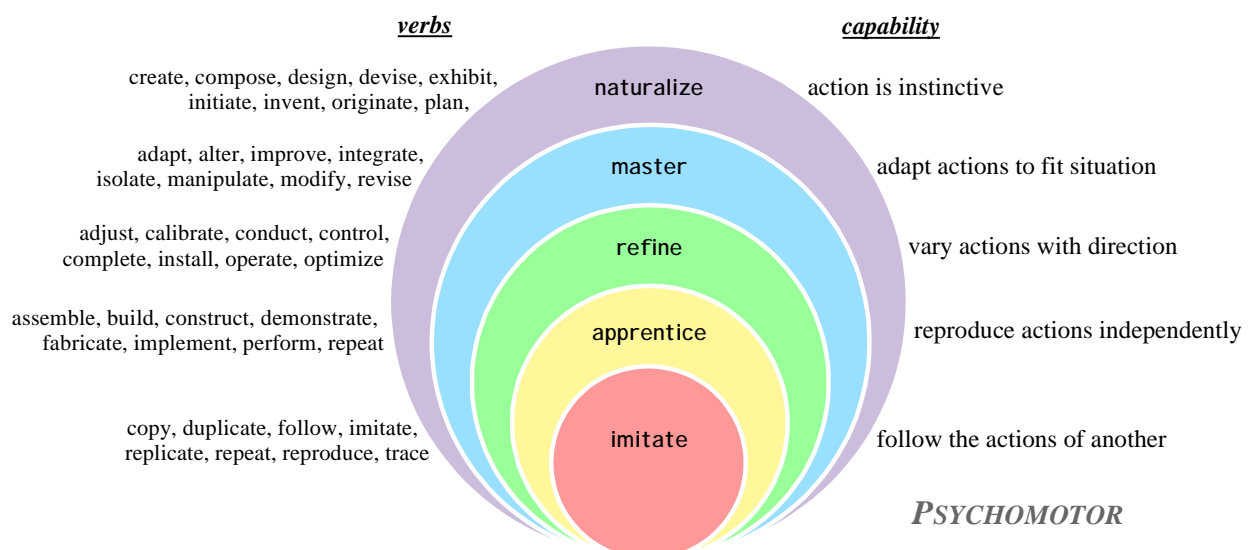 verbs
capability
create, compose, design, devise, exhibit,
initiate, invent, originate, plan,
naturalize
action is instinctive
adapt, alter, improve, integrate,
isolate, manipulate, modify, revise
master
adapt actions to fit situation
adjust, calibrate, conduct, control,
complete, install, operate, optimize
refine
vary actions with direction
assemble, build, construct, demonstrate,
fabricate, implement, perform, repeat
apprentice
reproduce actions independently
copy, duplicate, follow, imitate,
replicate, repeat, reproduce, trace
imitate
follow the actions of another
PSYCHOMOTOR